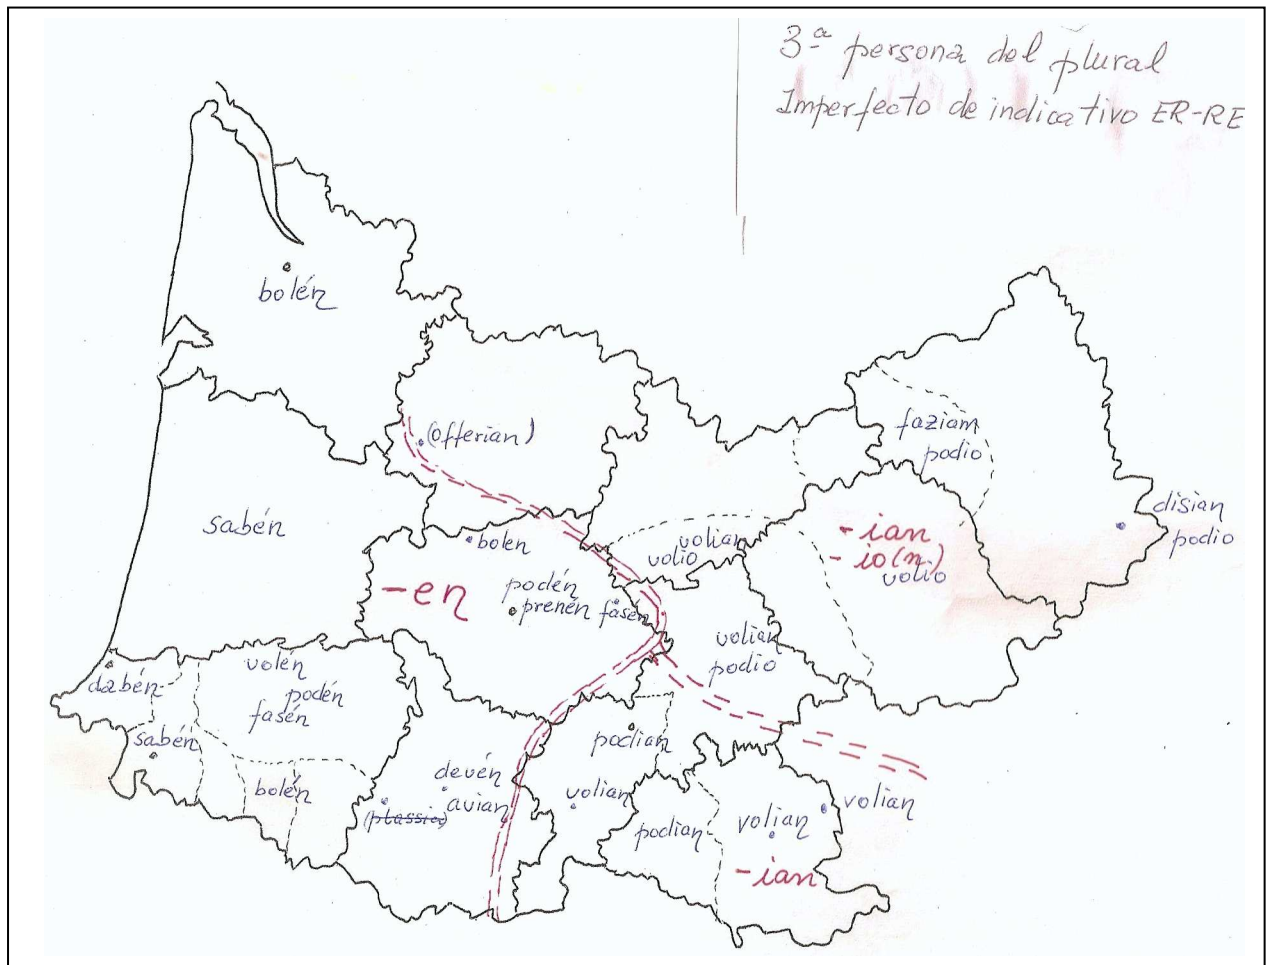 3ª persona del plural
Imperfecto de indicativo ER-RE
bolén
(offerian)
faziam
podio
sabén
disian
podio
-ian
-io(n)
volio
bolen
volian
volio
podén
prenén fasén
-en
volian
podio
dabén
volén
podén
fasén
sabén
podian
bolén
devén
avian
(plassia)
volian
volian
podian
volian
-ian